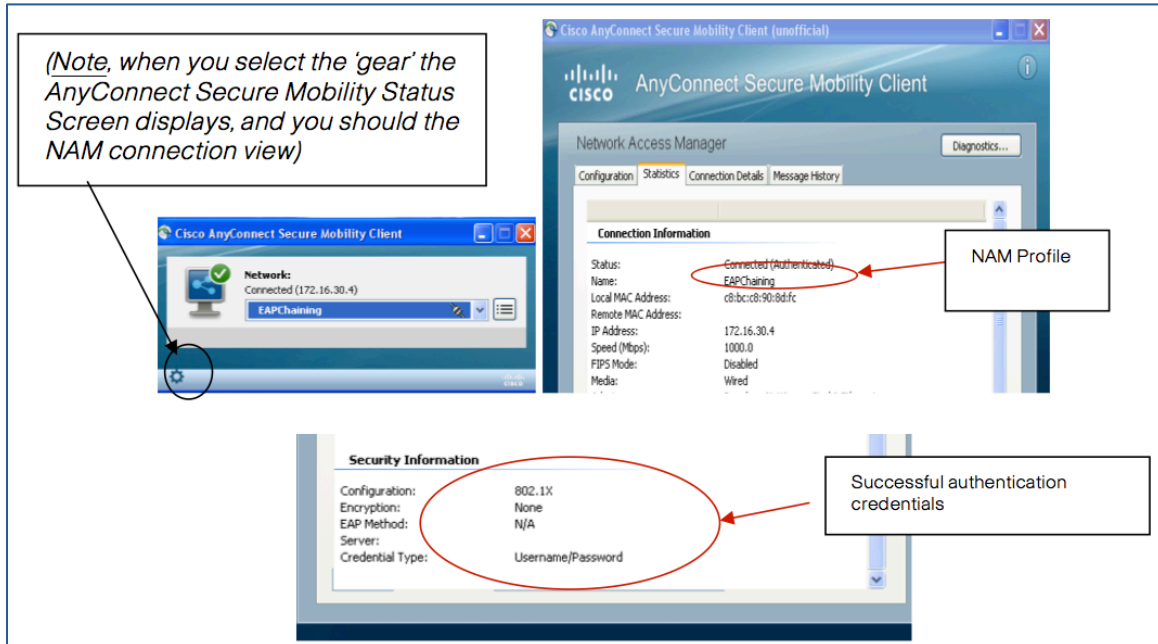 (Note, when you select the 'gear' the
AnyConnect Secure Mobility Status
Screen displays, and you should the
NAM connection view)
Cisco AnyConnect Secure Mobility Client
Network:
Connected (172.16.30.4)
EAPChaining
CISCO
Cisco AnyConnect Secure Mobility Client (unofficial)
CISCO
AnyConnect Secure Mobility Client
Network Access Manager
Diagnostics...
Configuration Statistics Connection Details Message History
Connection Information
Status: Connected (Authenticated)
Name: EAPChaining
Local MAC Address: c8:bc:c8:90:8d:fc
Remote MAC Address:
IP Address: 172.16.30.4
Speed (Mbps): 1000.0
FIPS Mode: Disabled
Media: Wired
NAM Profile
Security Information
Configuration: 802.1X
Encryption: None
EAP Method: N/A
Server:
Credential Type: Username/Password
Successful authentication
credentials